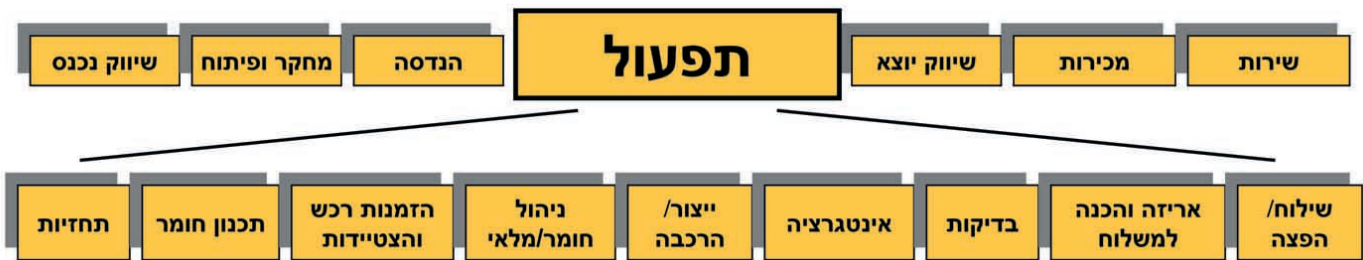 שירות
מכירות
שיווק יוצא
תפעול
הנדסה
מחקר ופיתוח
שיווק נכנס
שילוח/
הפצה
אריזה והכנה
למשלוח
בדיקות
אינטגרציה
ייצור/
הרכבה
ניהול
חומר/מלאי
הזמנות רכש
והצטיידות
תכנון חומר
תחזיות